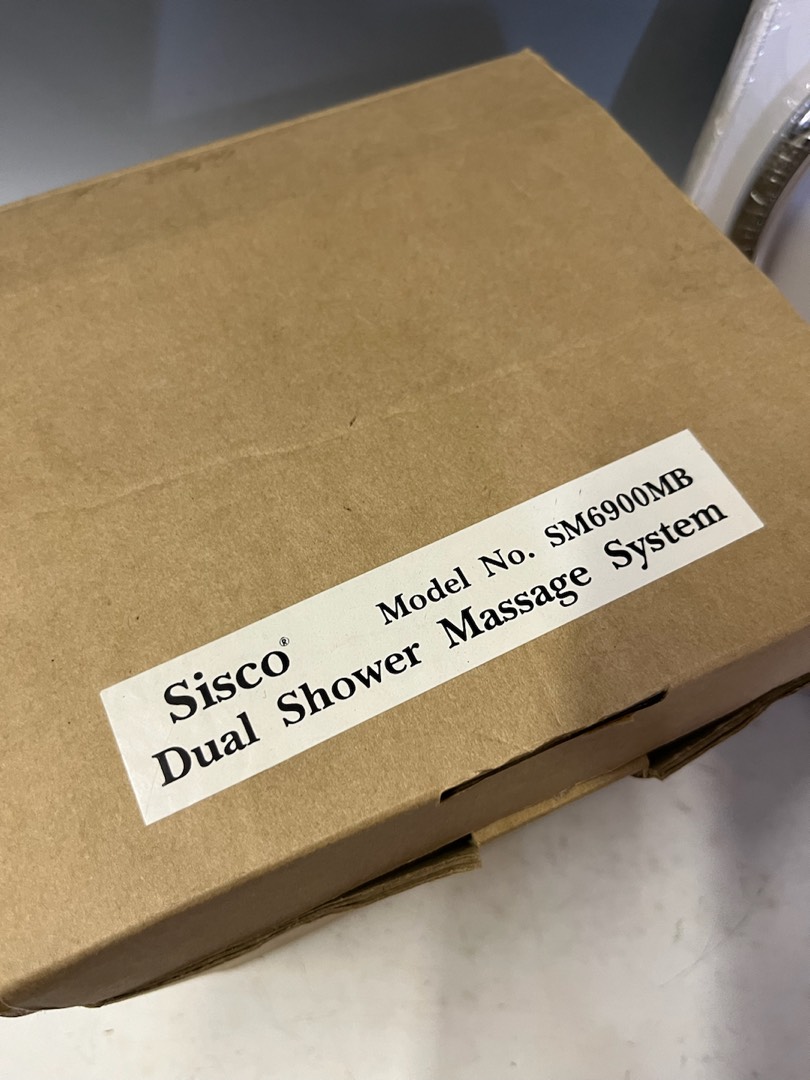 Sisco® Model No. SM6900MB
Dual Shower Massage System